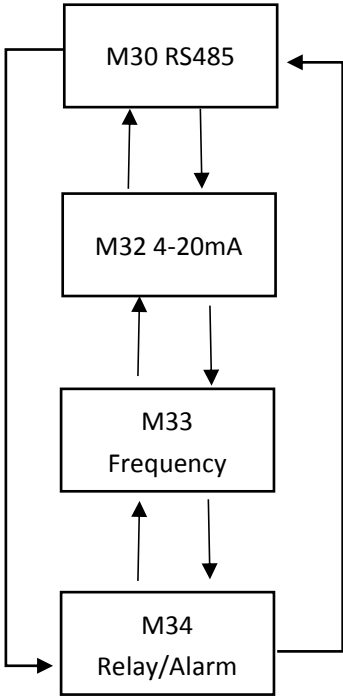 M30 RS485
M32 4-20mA
M33
Frequency
M34
Relay/Alarm